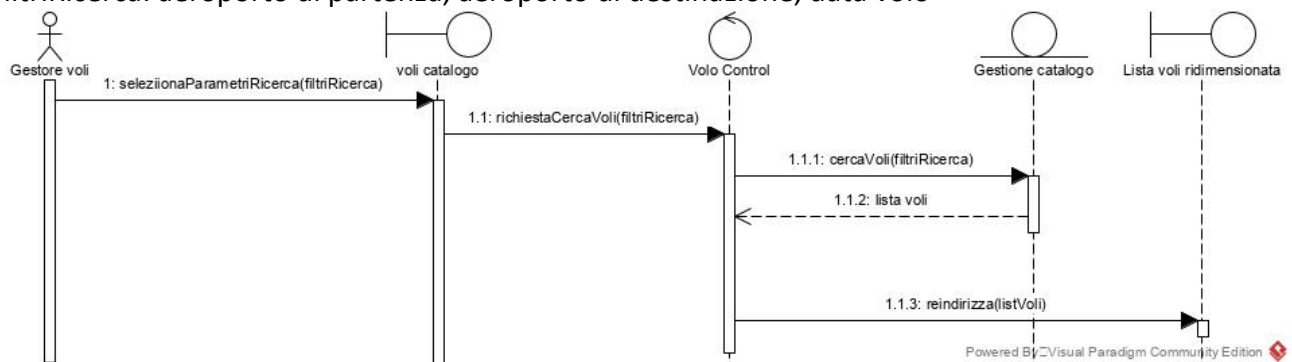 filtriRicerca: aeroporto di partenza, aeroporto di destinazione, data volo
Gestore voli
voli catalogo
Volo Control
Gestione catalogo
Lista voli ridimensionata
1: seleziionaParametriRicerca(filtriRicerca)
1.1: richiestaCercaVoli(filtriRicerca)
1.1.1: cercaVoli(filtriRicerca)
1.1.2: lista voli
1.1.3: reindirizza(listVoli)
Powered By Visual Paradigm Community Edition